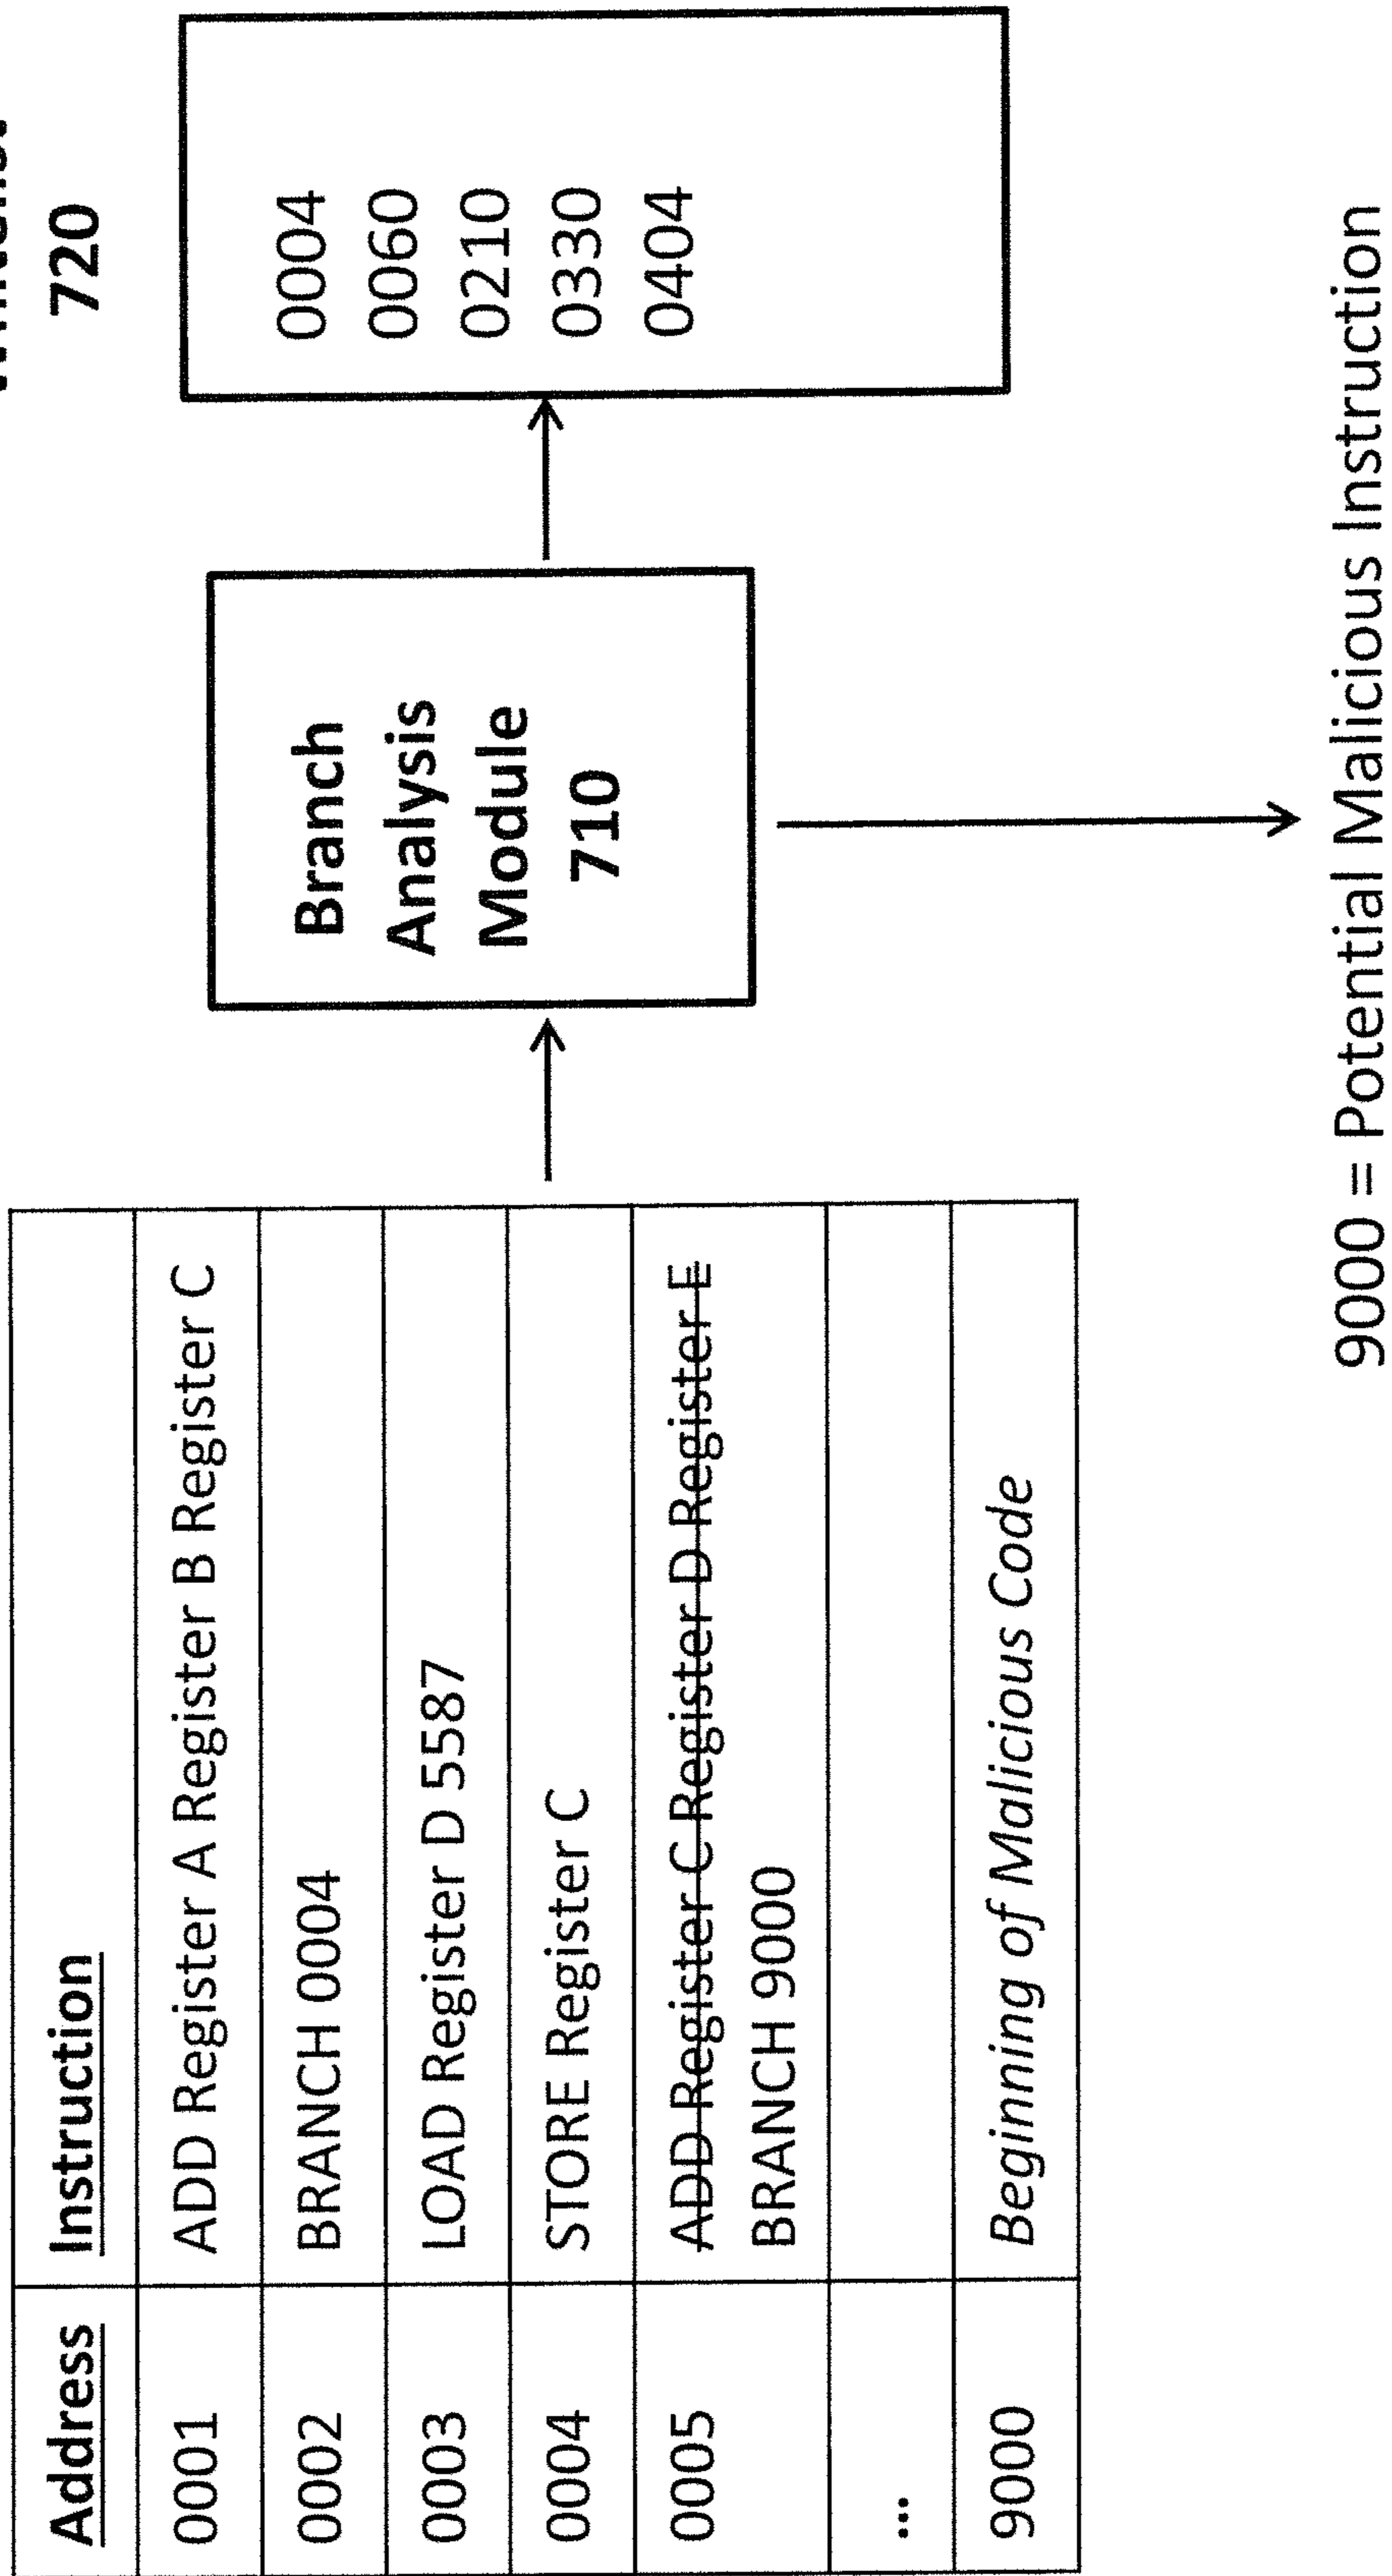 Address Instruction
0001 ADD Register A Register B Register C
0002 BRANCH 0004
0003 LOAD Register D 5587
0004 STORE Register C
0005 ADD Register C Register D Register E
BRANCH 9000
...
9000 Beginning of Malicious Code
Branch
Analysis
Module
710
720
0004
0060
0210
0330
0404
9000 = Potential Malicious Instruction